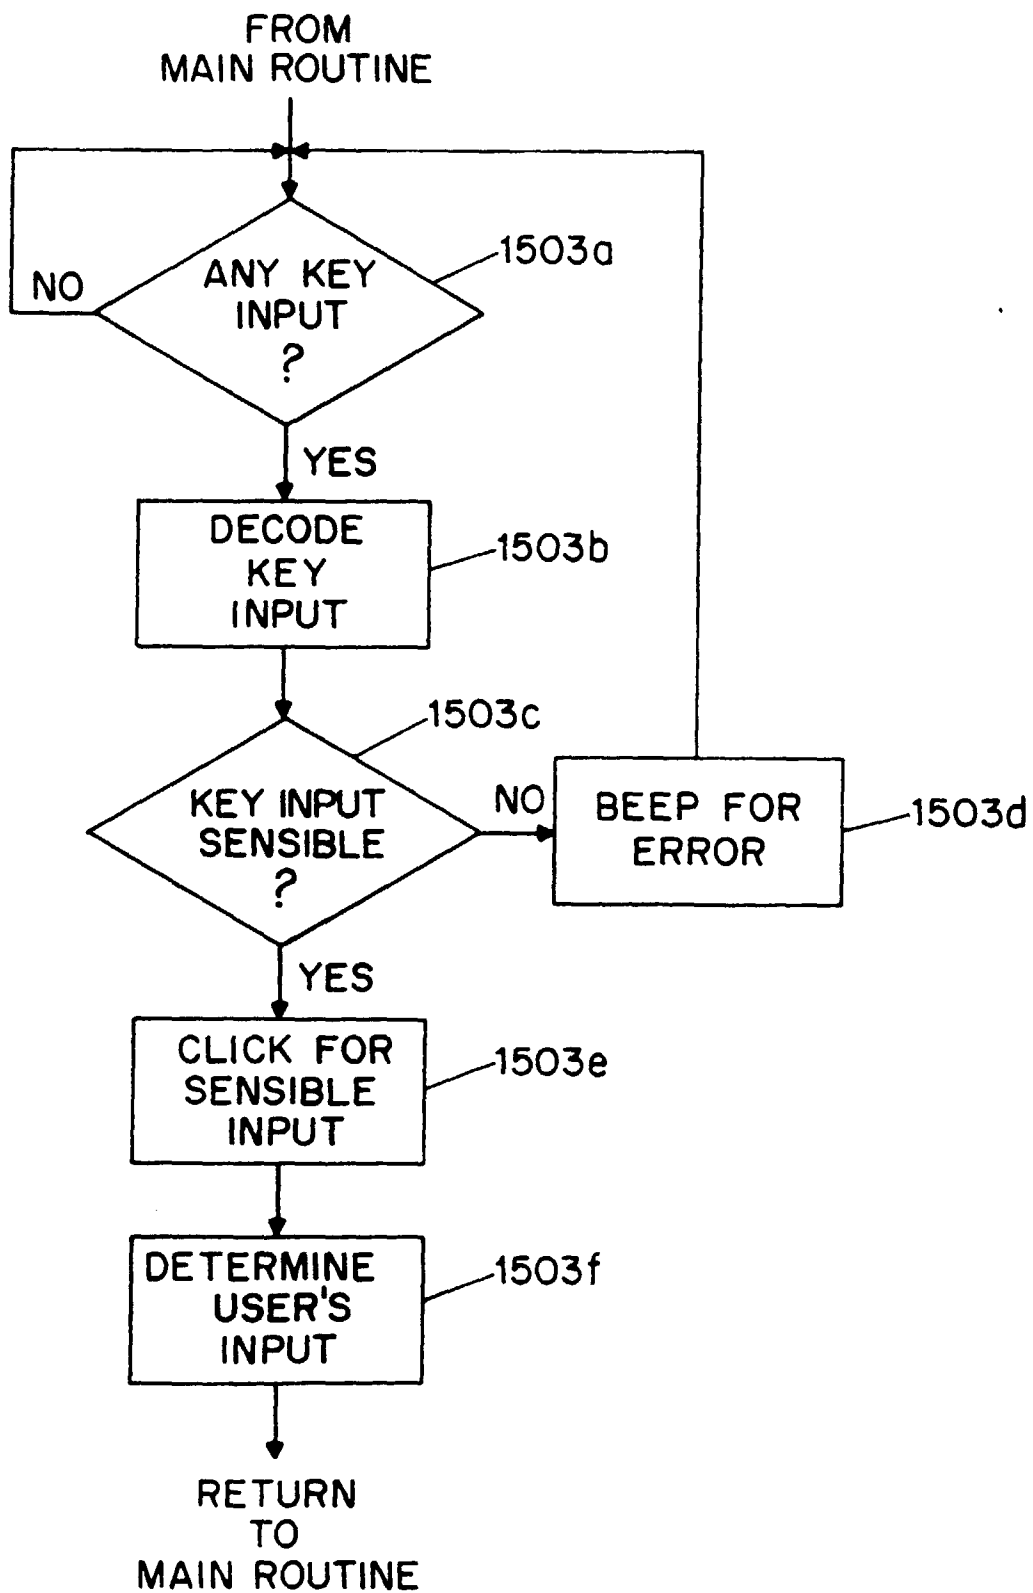 FROM
MAIN ROUTINE
1503a
ANY KEY
INPUT
?
NO
YES
DECODE
KEY
INPUT
1503b
1503c
KEY INPUT
SENSIBLE
?
NO
BEEP FOR
ERROR
1503d
YES
CLICK FOR
SENSIBLE
INPUT
1503e
DETERMINE
USER'S
INPUT
1503f
RETURN
TO
MAIN ROUTINE